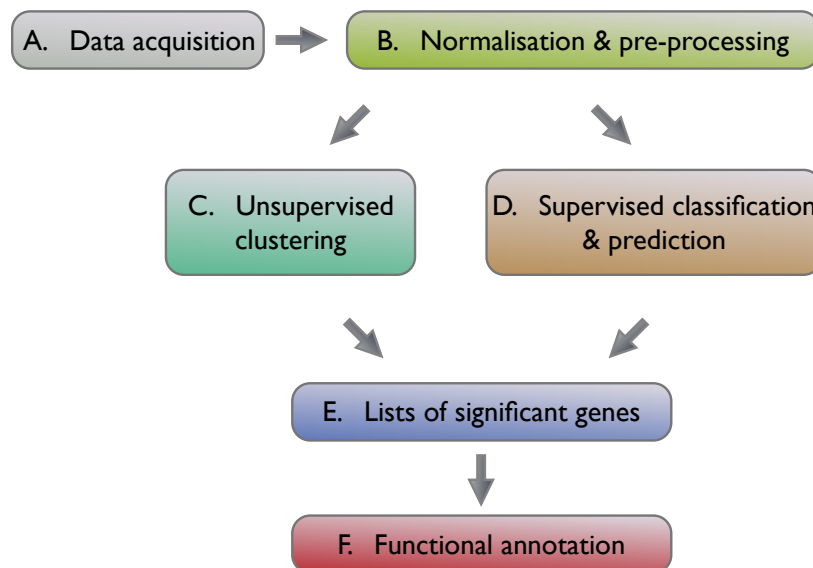 A. Data acquisition
B. Normalisation & pre-processing
C. Unsupervised
clustering
D. Supervised classification
& prediction
E. Lists of significant genes
F. Functional annotation